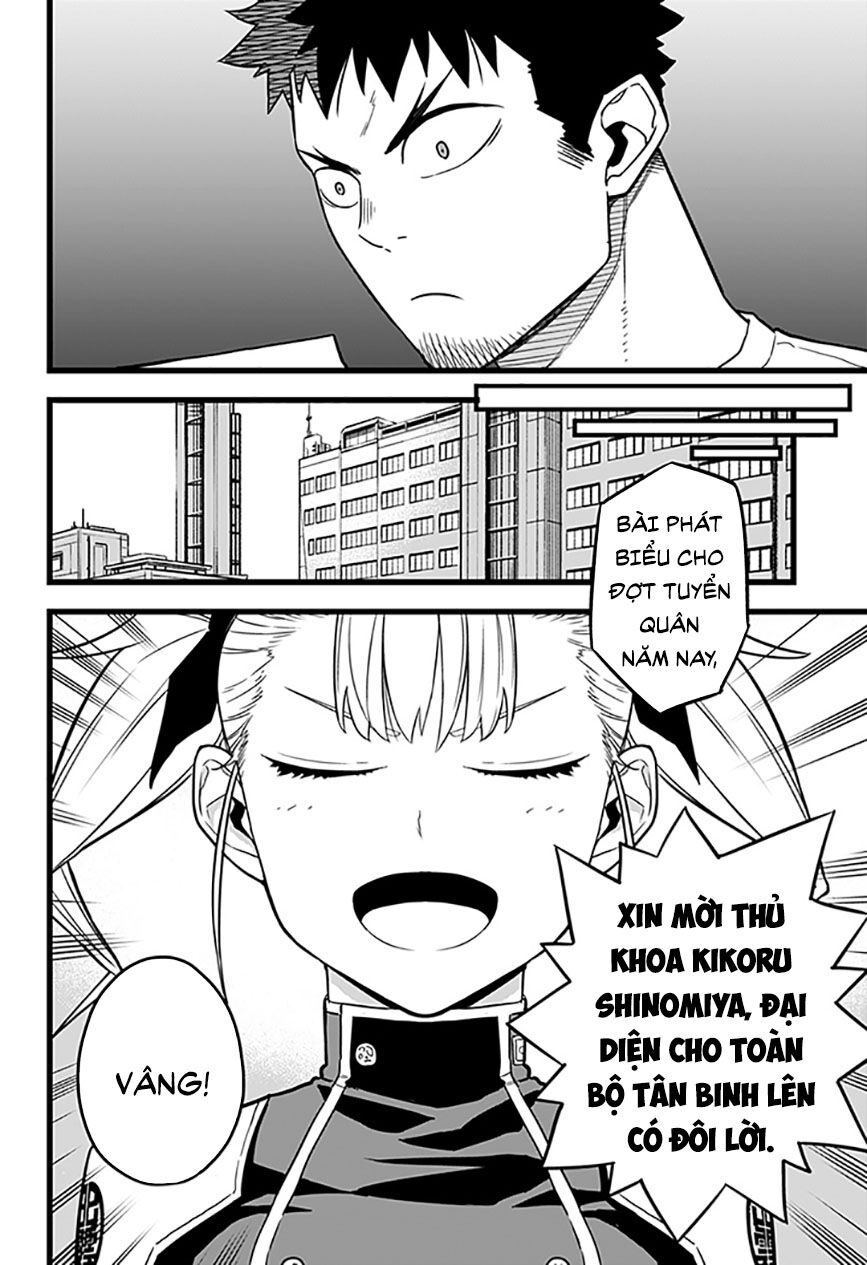 BÀI PHÁT
BIỂU CHO
ĐỢT TUYỂN
QUÂN
NĂM NAY,
XIN MỜI THỦ
KHOA KIKORU
SHINOMIYA, ĐẠI
DIỆN CHO TOÀN
BỘ TÂN BINH LÊN
CÓ ĐÔI LỜI.
VÂNG!